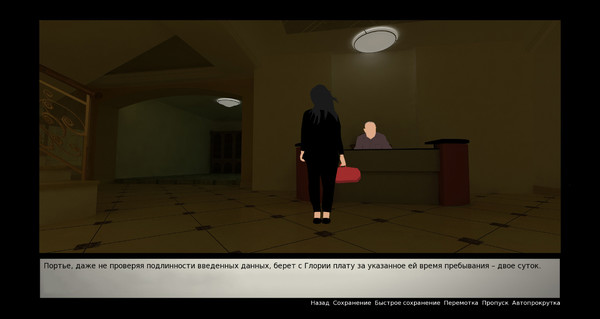 Портье, даже не проверяя подлинности введенных данных, берет с Глории плату за указанное ей время пребывания – двое суток.
Назад Сохранение Быстрое сохранение Перемотка Пропуск Автопрокрутка